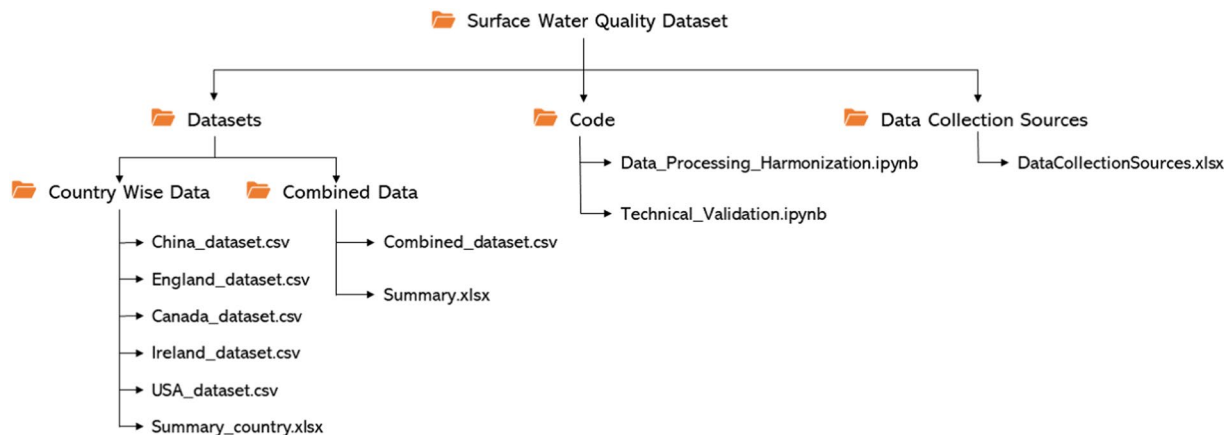 Surface Water Quality Dataset
Datasets
Code
Data Collection Sources
Country Wise Data
Combined Data
Data_Processing_Harmonization.ipynb
DataCollectionSources.xlsx
Technical_Validation.ipynb
China_dataset.csv
England_dataset.csv
Canada_dataset.csv
Ireland_dataset.csv
USA_dataset.csv
Summary_country.xlsx
Combined_dataset.csv
Summary.xlsx